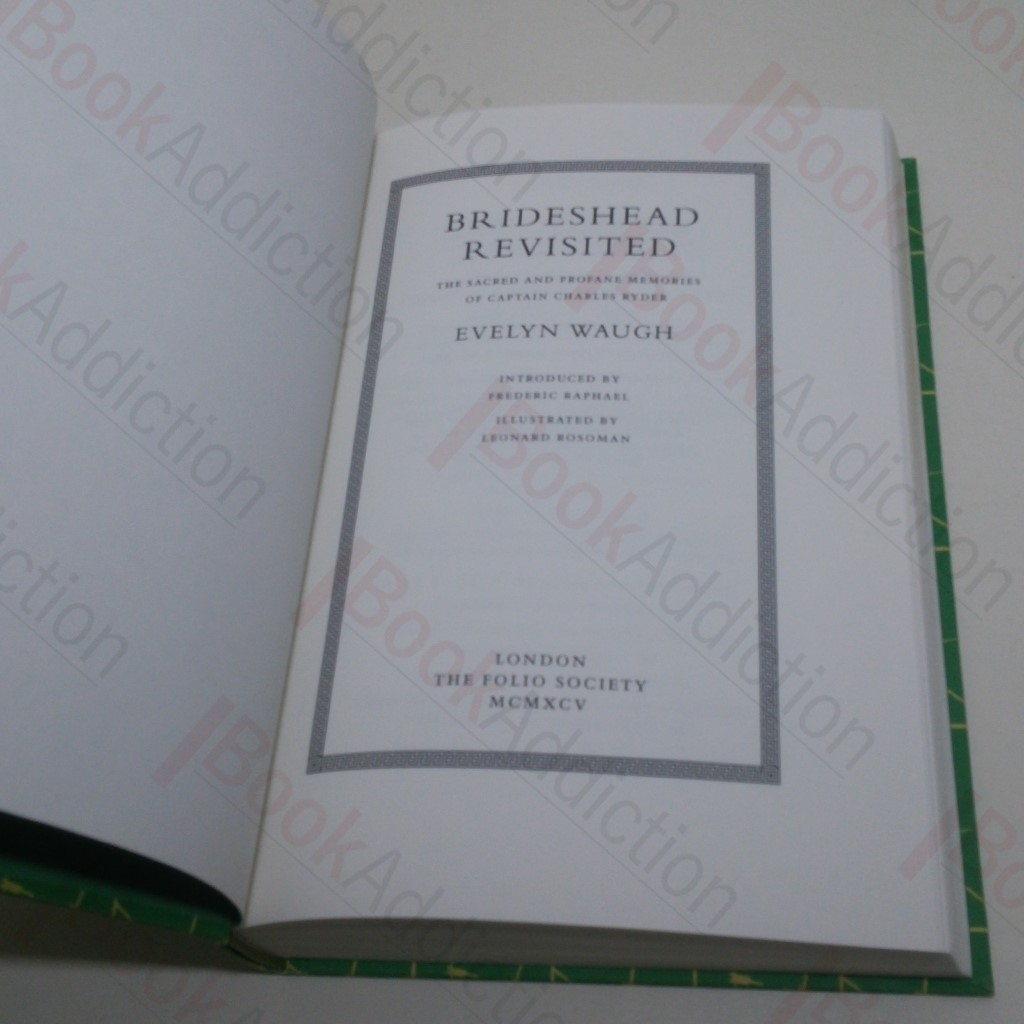 BRIDESHEAD
REVISITED
THE SACRED AND PROFANE MEMORIES
OF CAPTAIN CHARLES RYDER
EVELYN WAUGH
INTRODUCED BY
FREDERIC RAPHAEL
ILLUSTRATED BY
LEONARD ROSOMAN
LONDON
THE FOLIO SOCIETY
MCMXCV
BookAddiction